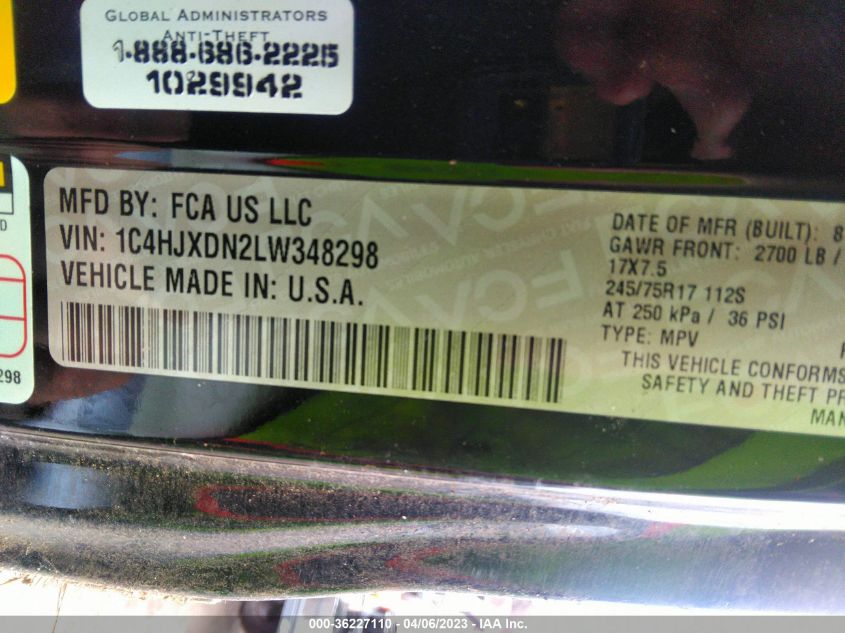 GLOBAL ADMINISTRATORS
ANTI-THEFT
1-888-686-2225
1029942
D
298
MFD BY: FCA US LLC
VIN: 1C4HJXDN2LW348298
VEHICLE MADE IN: U.S.A.
DATE OF MFR (BUILT): 8
GAWR FRONT: 2700 LB /
17X7.5
245/75R17 112S
AT 250 kPa / 36 PSI
TYPE: MPV
THIS VEHICLE CONFORMS
SAFETY AND THEFT PR
MAN
000-36227110 - 04/06/2023 - IAA Inc.